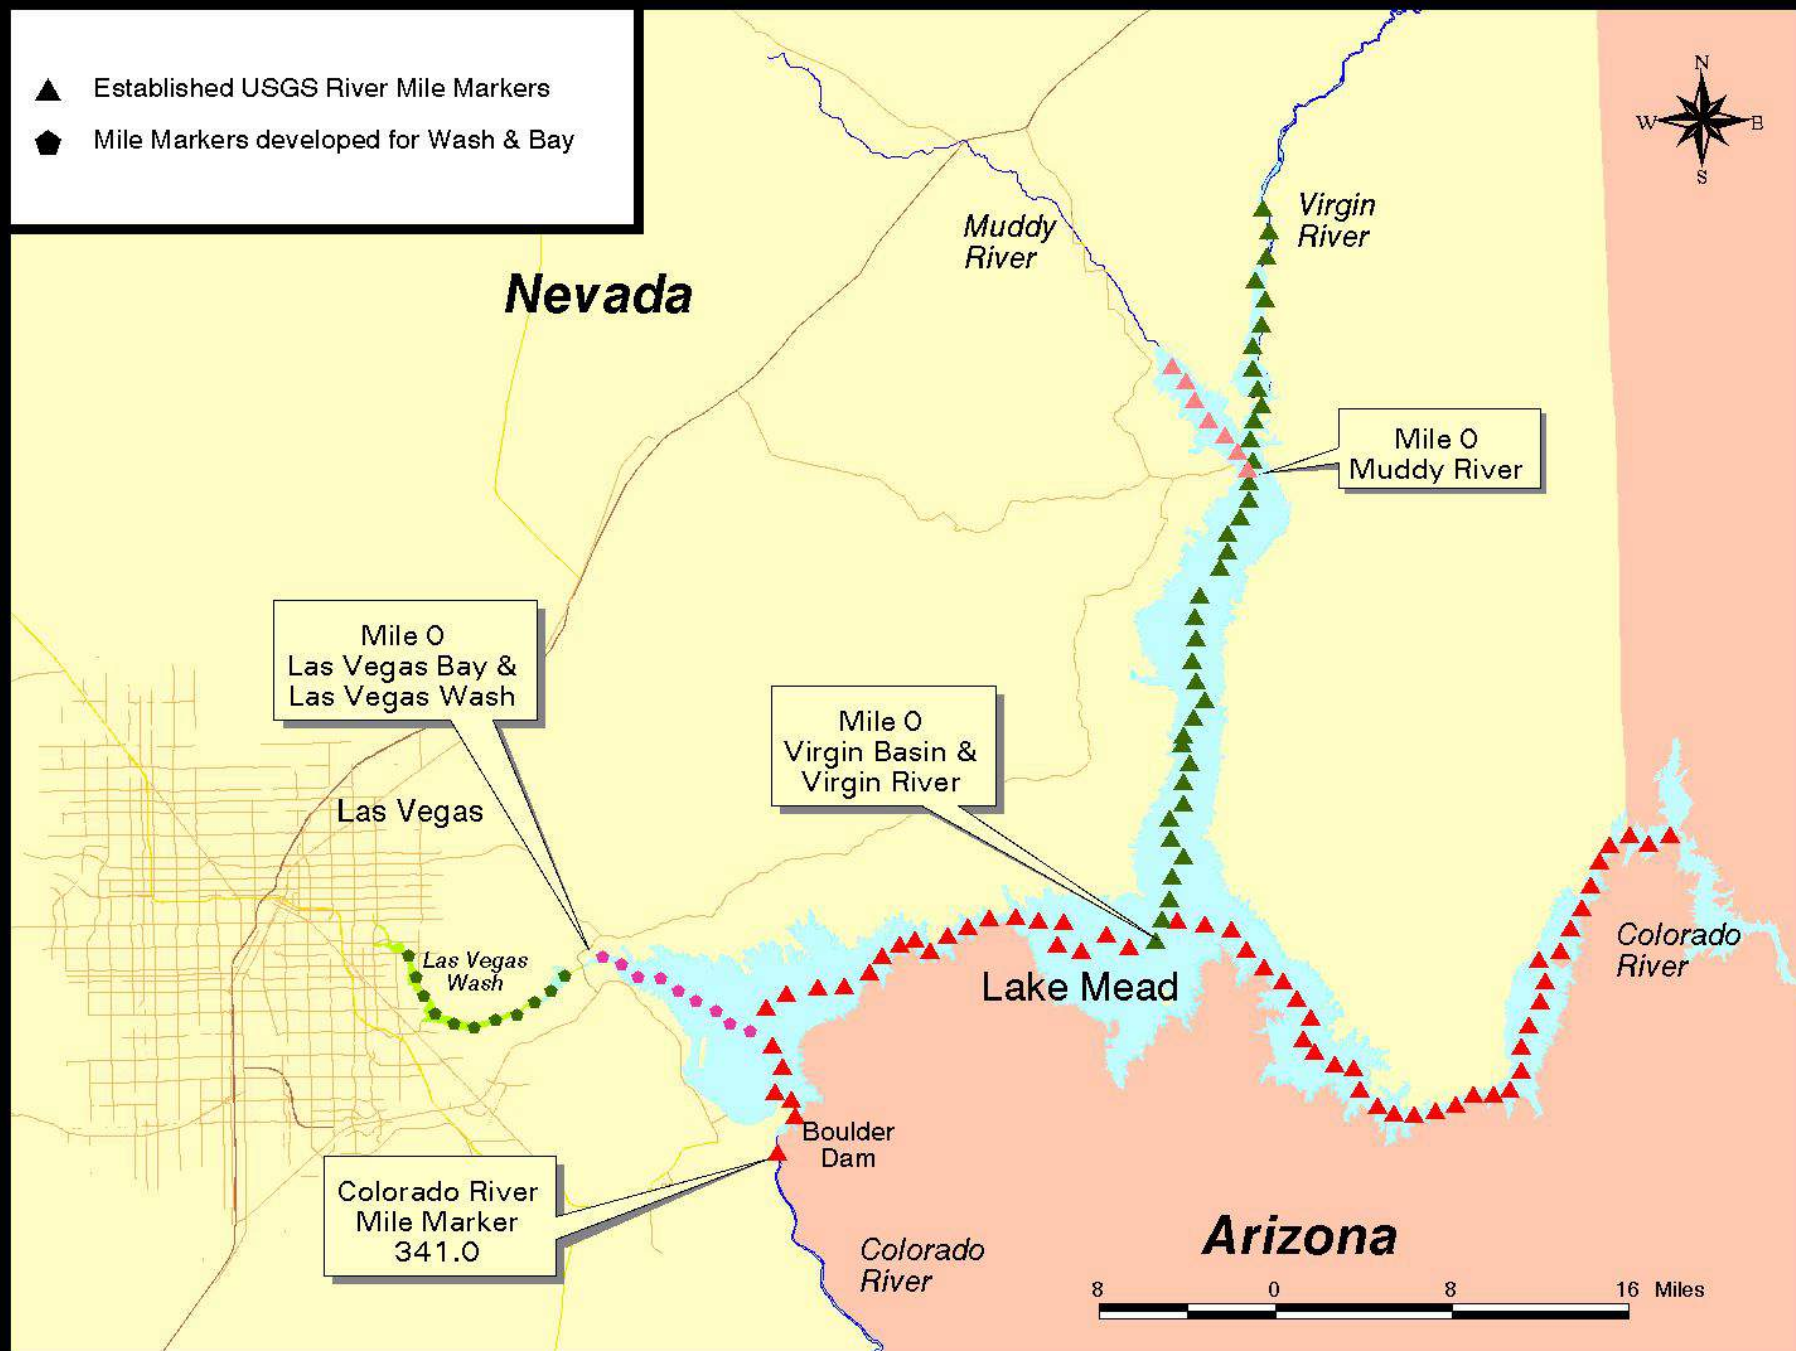 Established USGS River Mile Markers
Mile Markers developed for Wash & Bay
N
W
E
S
Virgin
River
Muddy
River
Nevada
Mile 0
Muddy River
Mile 0
Las Vegas Bay &
Las Vegas Wash
Mile 0
Virgin Basin &
Virgin River
Las Vegas
Las Vegas
Wash
Lake Mead
Colorado
River
Boulder
Dam
Colorado River
Mile Marker
341.0
Colorado
River
Arizona
8 0 8 16 Miles